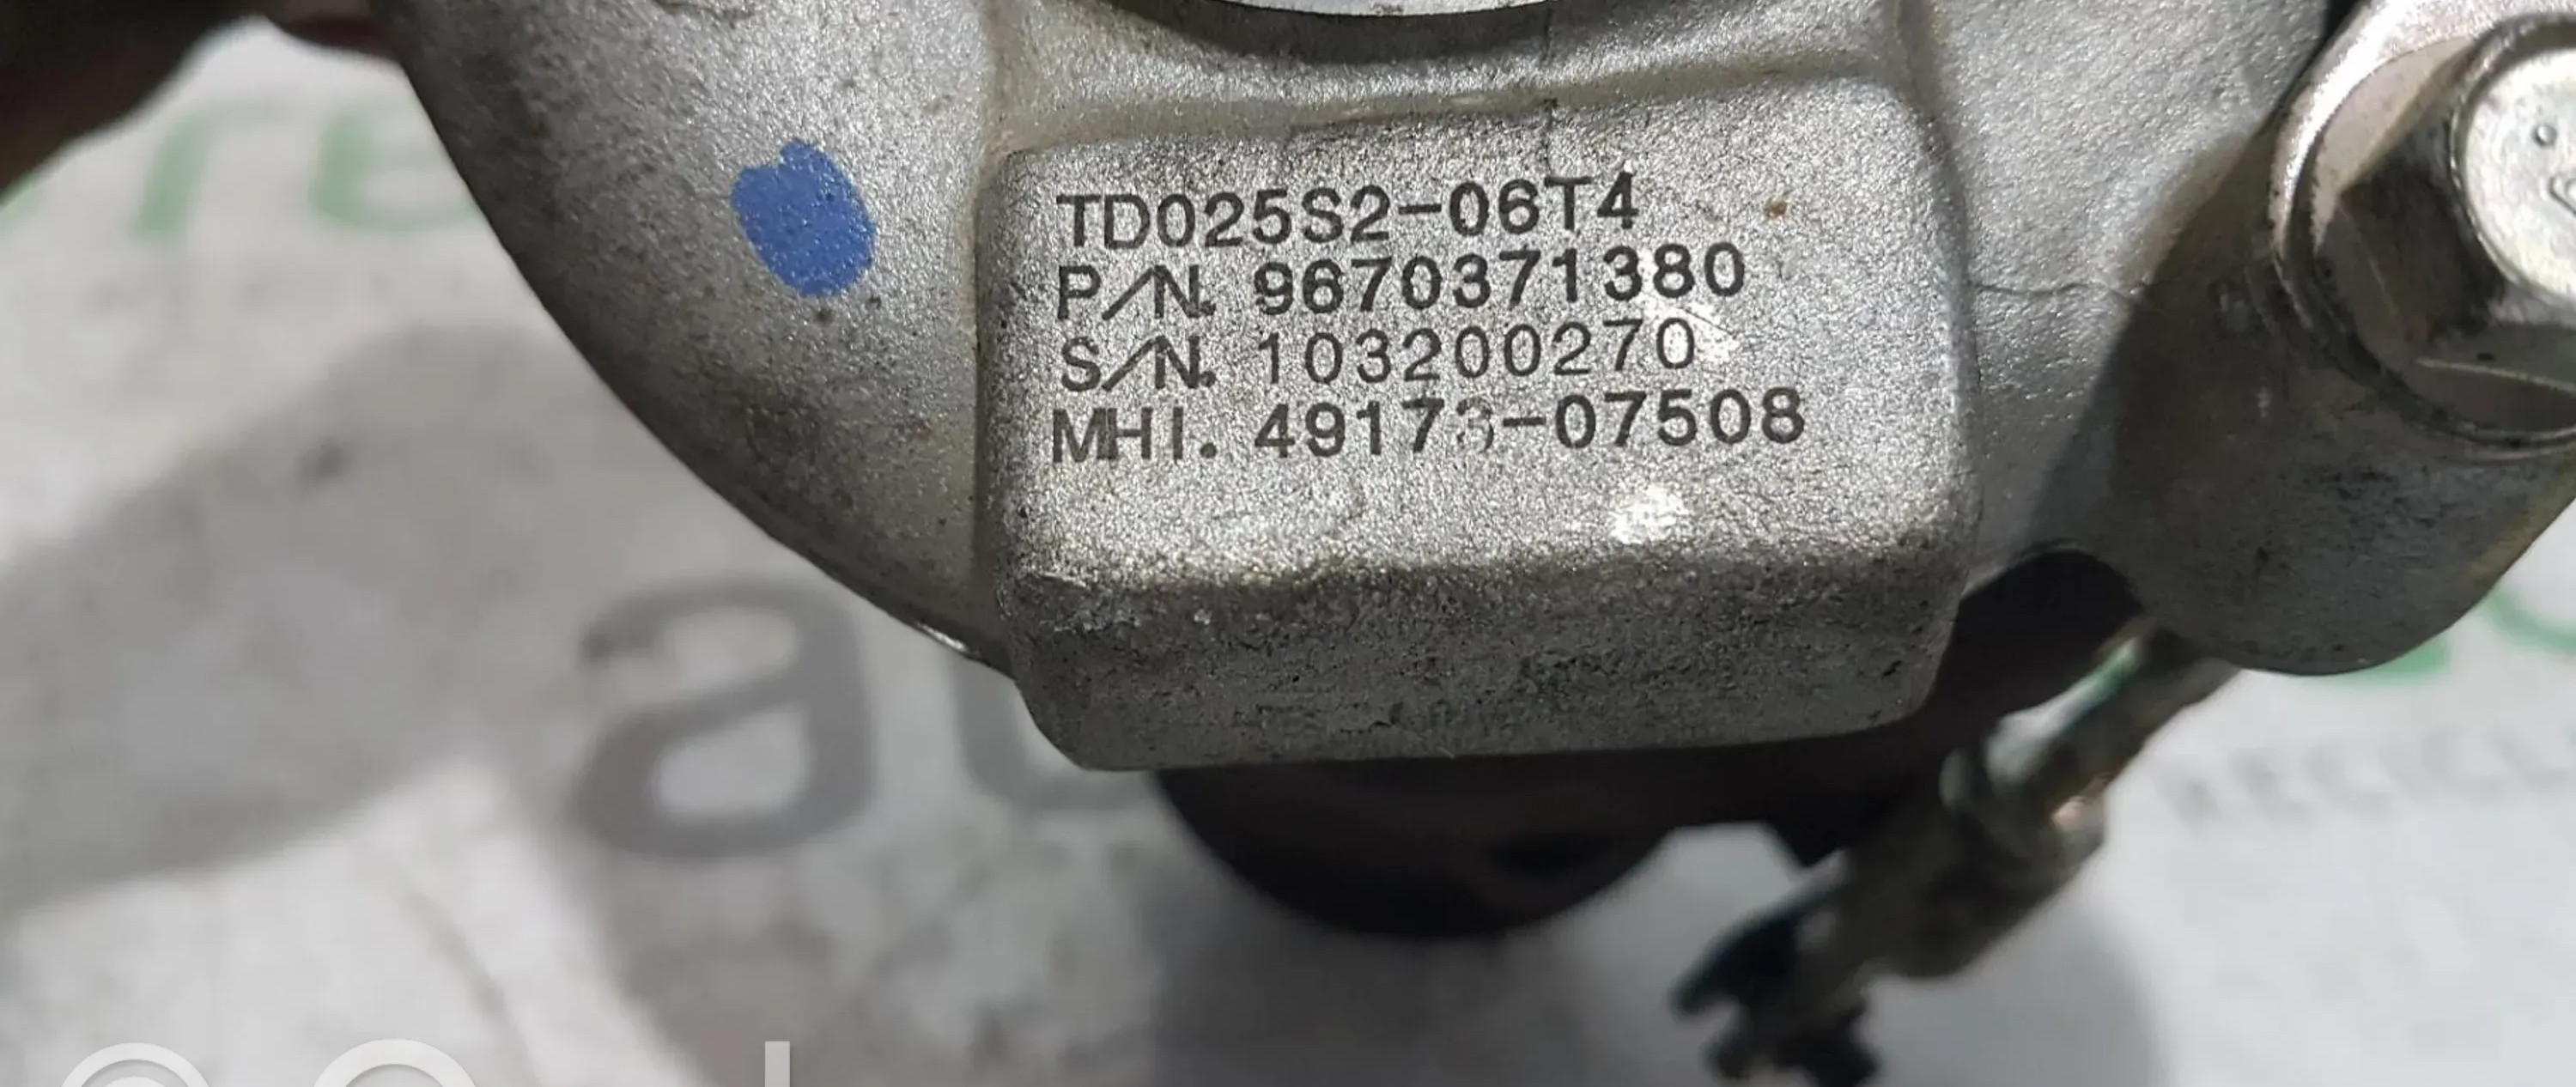 TD025S2-06T4
P/N. 9670371380
S/N. 103200270
MHI. 49173-07508